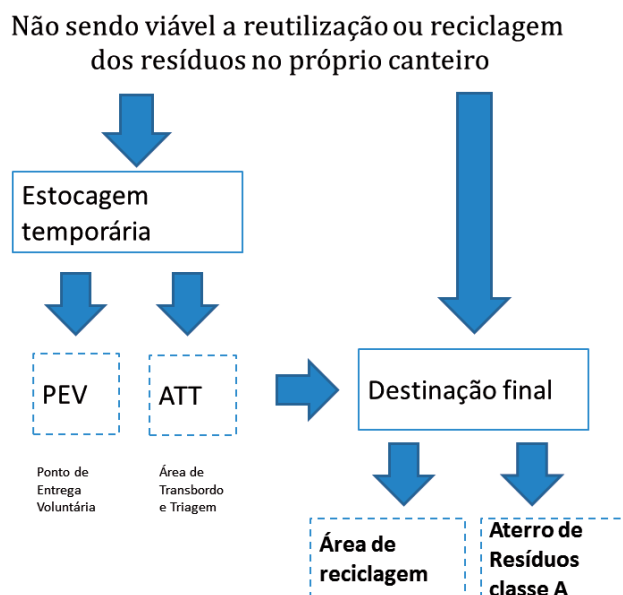 Não sendo viável a reutilização ou reciclagem
dos resíduos no próprio canteiro
Estocagem
temporária
PEV
ATT
Destinação final
Ponto de
Entrega
Voluntária
Área de
Transbordo
e Triagem
Área de
reciclagem
Aterro de
Resíduos
classe A